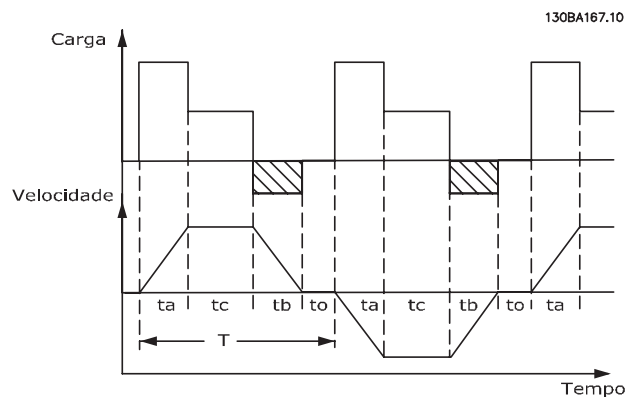 130BA167.10
Carga
Velocidade
ta tc tb to ta tc tb to ta
T
Tempo